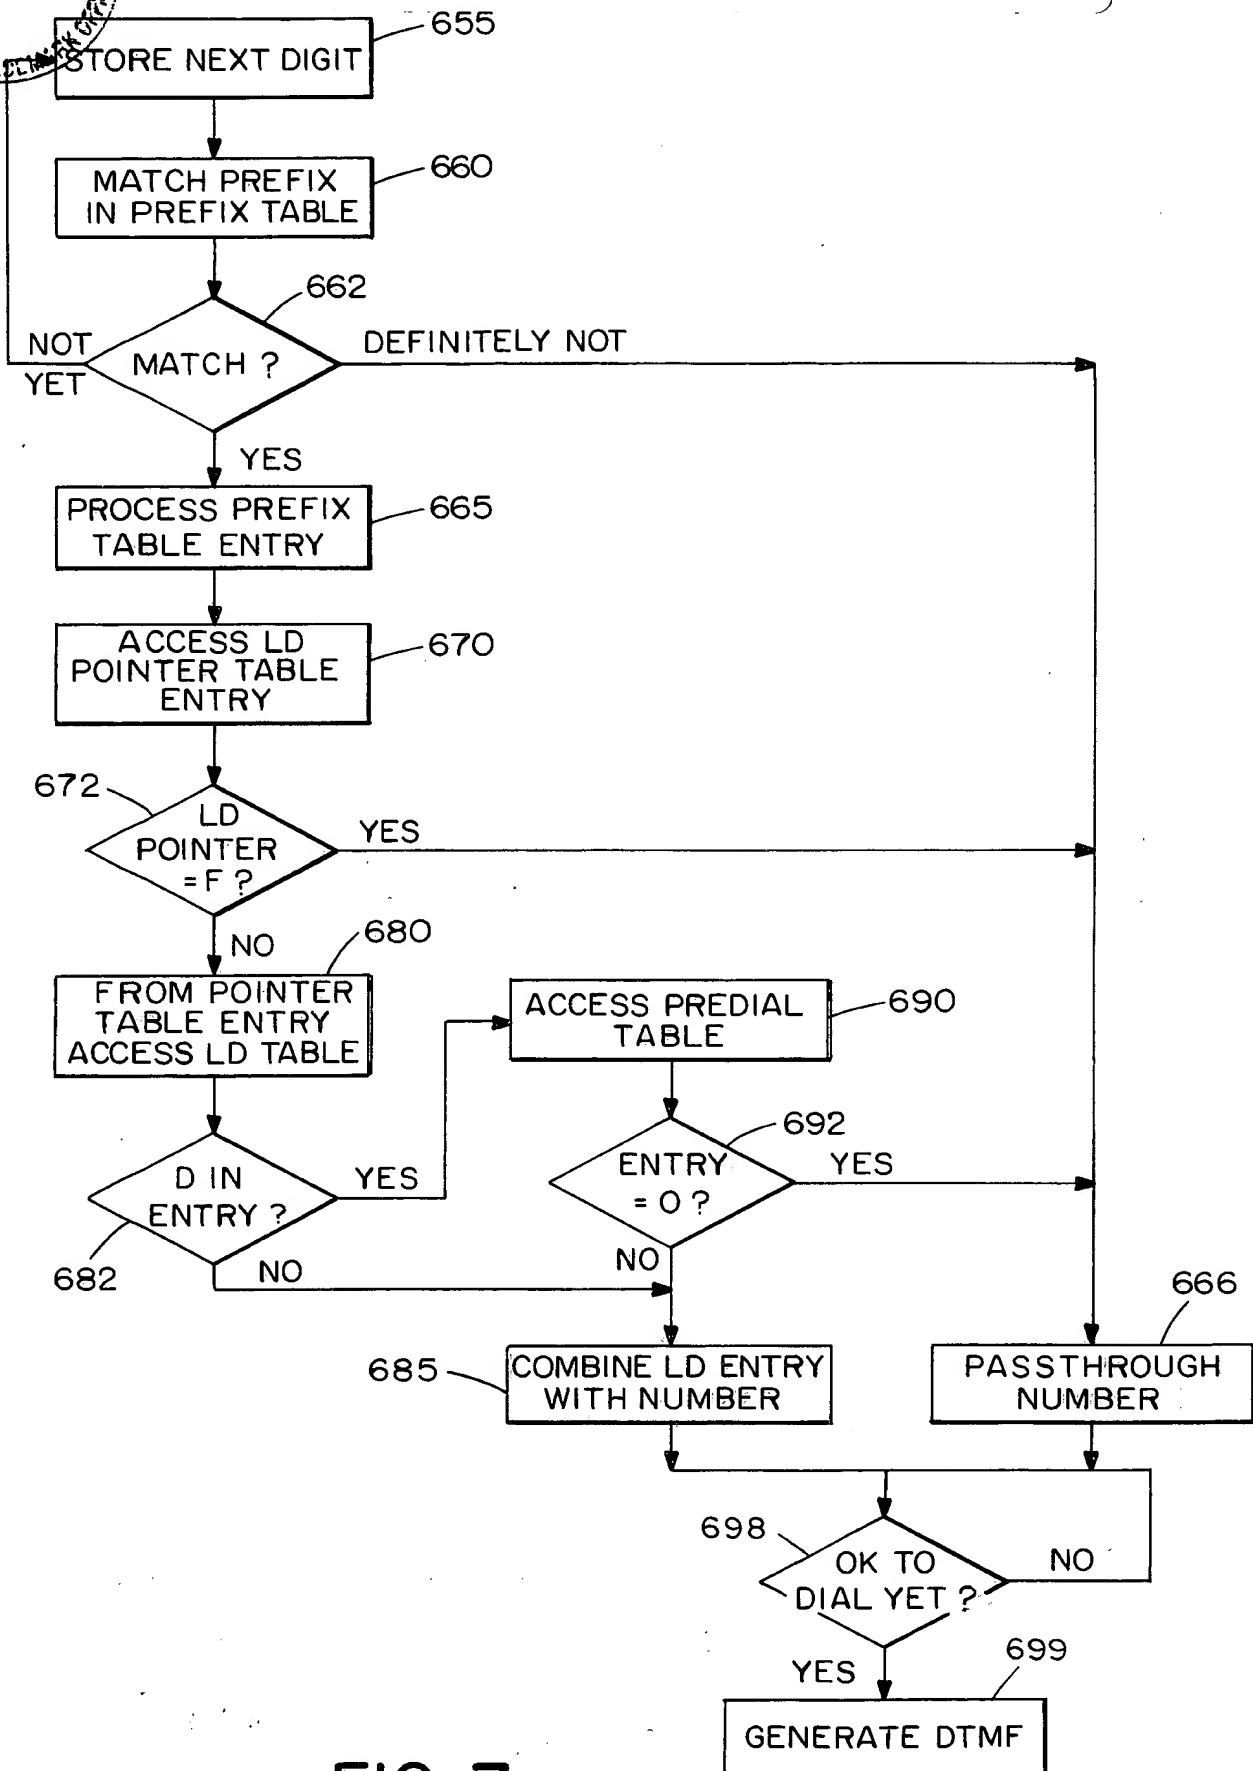 655
STORE NEXT DIGIT
660
MATCH PREFIX
IN PREFIX TABLE
662
NOT
YET
MATCH ?
DEFINITELY NOT
YES
PROCESS PREFIX
TABLE ENTRY
665
ACCESS LD
POINTER TABLE
ENTRY
670
672
LD
POINTER
=F ?
YES
NO
680
FROM POINTER
TABLE ENTRY
ACCESS LD TABLE
ACCESS PREDIAL
TABLE
690
692
D IN
ENTRY ?
YES
682
NO
ENTRY
= 0 ?
YES
NO
666
685
COMBINE LD ENTRY
WITH NUMBER
PASSTHROUGH
NUMBER
698
OK TO
DIAL YET ?
NO
YES
699
GENERATE DTMF